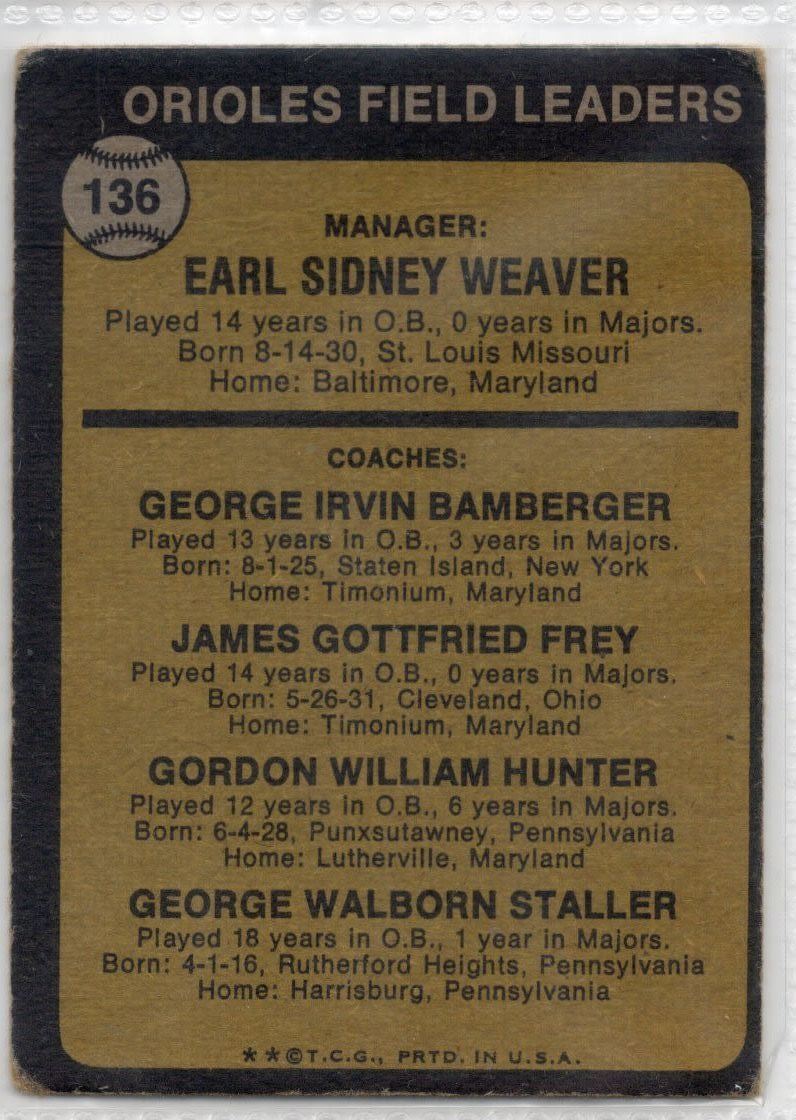 ORIOLES FIELD LEADERS
136
MANAGER:
EARL SIDNEY WEAVER
Played 14 years in O.B., 0 years in Majors.
Born 8-14-30, St. Louis Missouri
Home: Baltimore, Maryland
COACHES:
GEORGE IRVIN BAMBERGER
Played 13 years in O.B., 3 years in Majors.
Born: 8-1-25, Staten Island, New York
Home: Timonium, Maryland
JAMES GOTTFRIED FREY
Played 14 years in O.B., 0 years in Majors.
Born: 5-26-31, Cleveland, Ohio
Home: Timonium, Maryland
GORDON WILLIAM HUNTER
Played 12 years in O.B., 6 years in Majors.
Born: 6-4-28, Punxsutawney, Pennsylvania
Home: Lutherville, Maryland
GEORGE WALBORN STALLER
Played 18 years in O.B., 1 year in Majors.
Born: 4-1-16, Rutherford Heights, Pennsylvania
Home: Harrisburg, Pennsylvania
* * © T.C.G., PRTD. IN U.S.A.